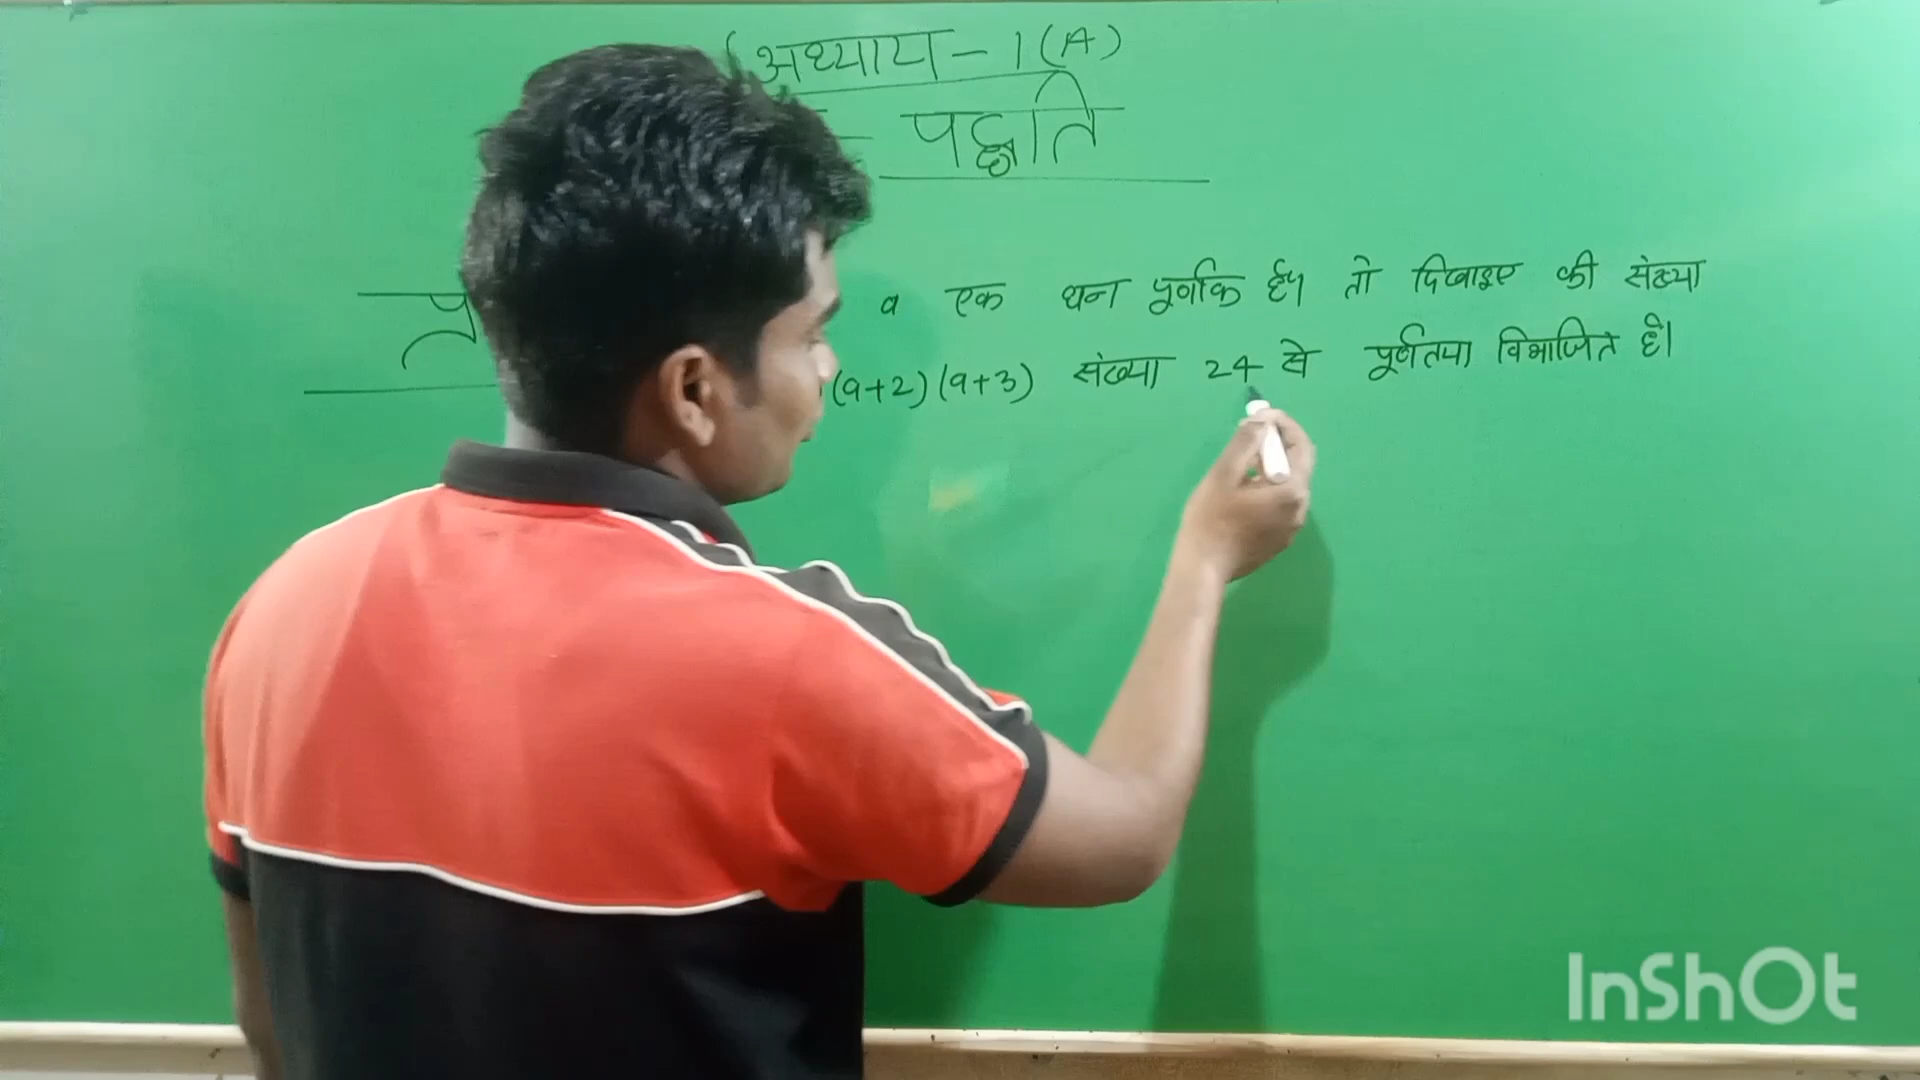 अध्याय - 1 (A)
- पद्धति
a एक धन पूर्णांक है। तो दिखाइए की संख्या
(a+2) (a+3) संख्या 24 से पूर्णतया विभाजित है।
InShOt